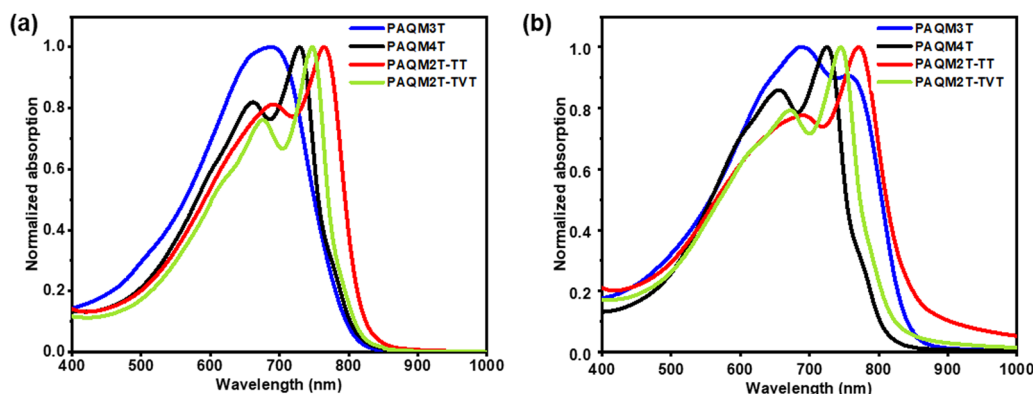 (a)
PAQM3T
PAQM4T
PAQM2T-TT
PAQM2T-TVT
Normalized absorption
1.0
0.8
0.6
0.4
0.2
0.0
400 500 600 700 800 900 1000
Wavelength (nm)
(b)
PAQM3T
PAQM4T
PAQM2T-TT
PAQM2T-TVT
Normalized absorption
1.0
0.8
0.6
0.4
0.2
0.0
400 500 600 700 800 900 1000
Wavelength (nm)